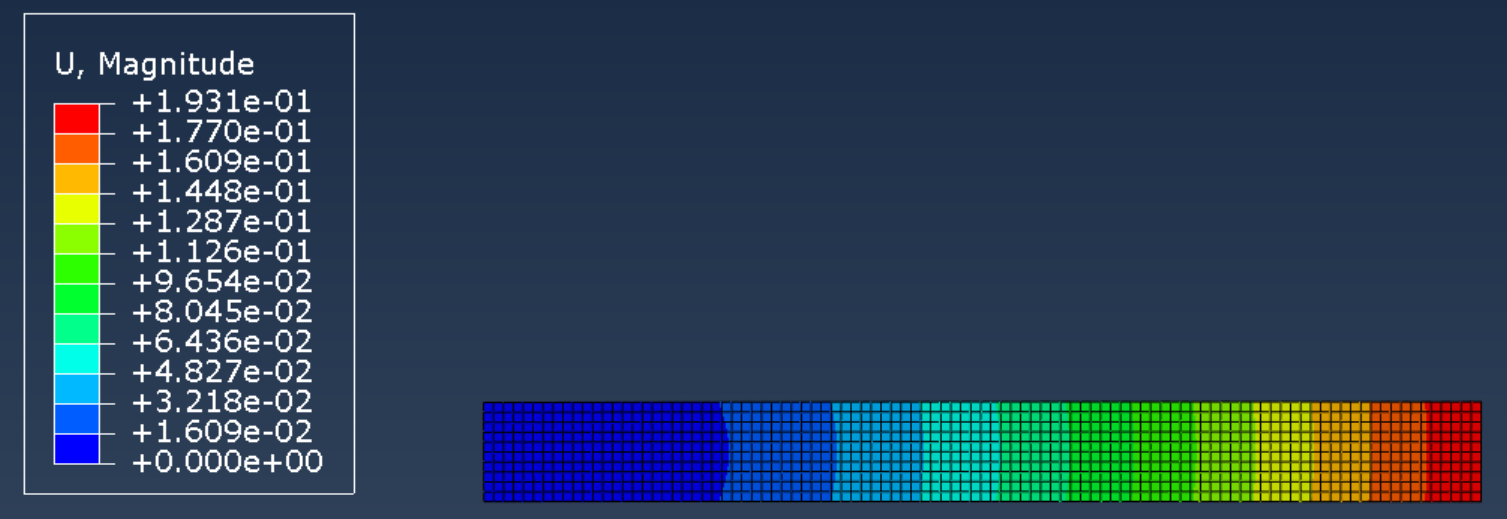 U, Magnitude
+1.931e-01
+1.770e-01
+1.609e-01
+1.448e-01
+1.287e-01
+1.126e-01
+9.654e-02
+8.045e-02
+6.436e-02
+4.827e-02
+3.218e-02
+1.609e-02
+0.000e+00